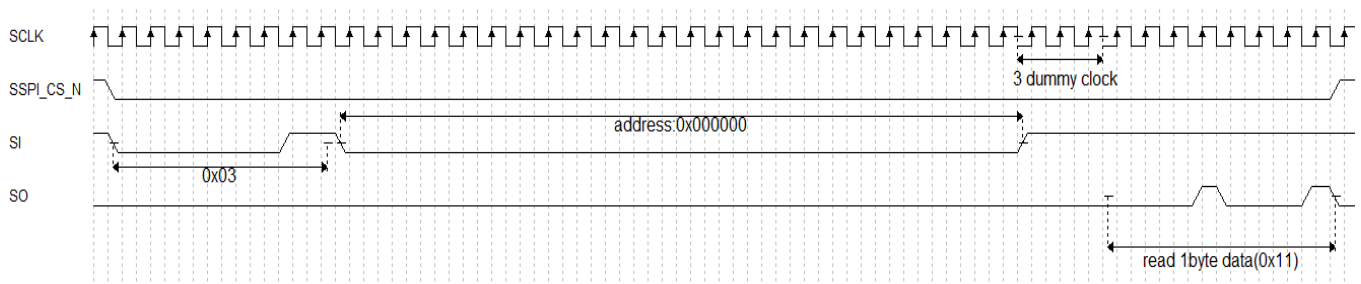 SCLK
3 dummy clock
SSPI_CS_N
address:0x000000
SI
0x03
SO
read 1byte data(0x11)